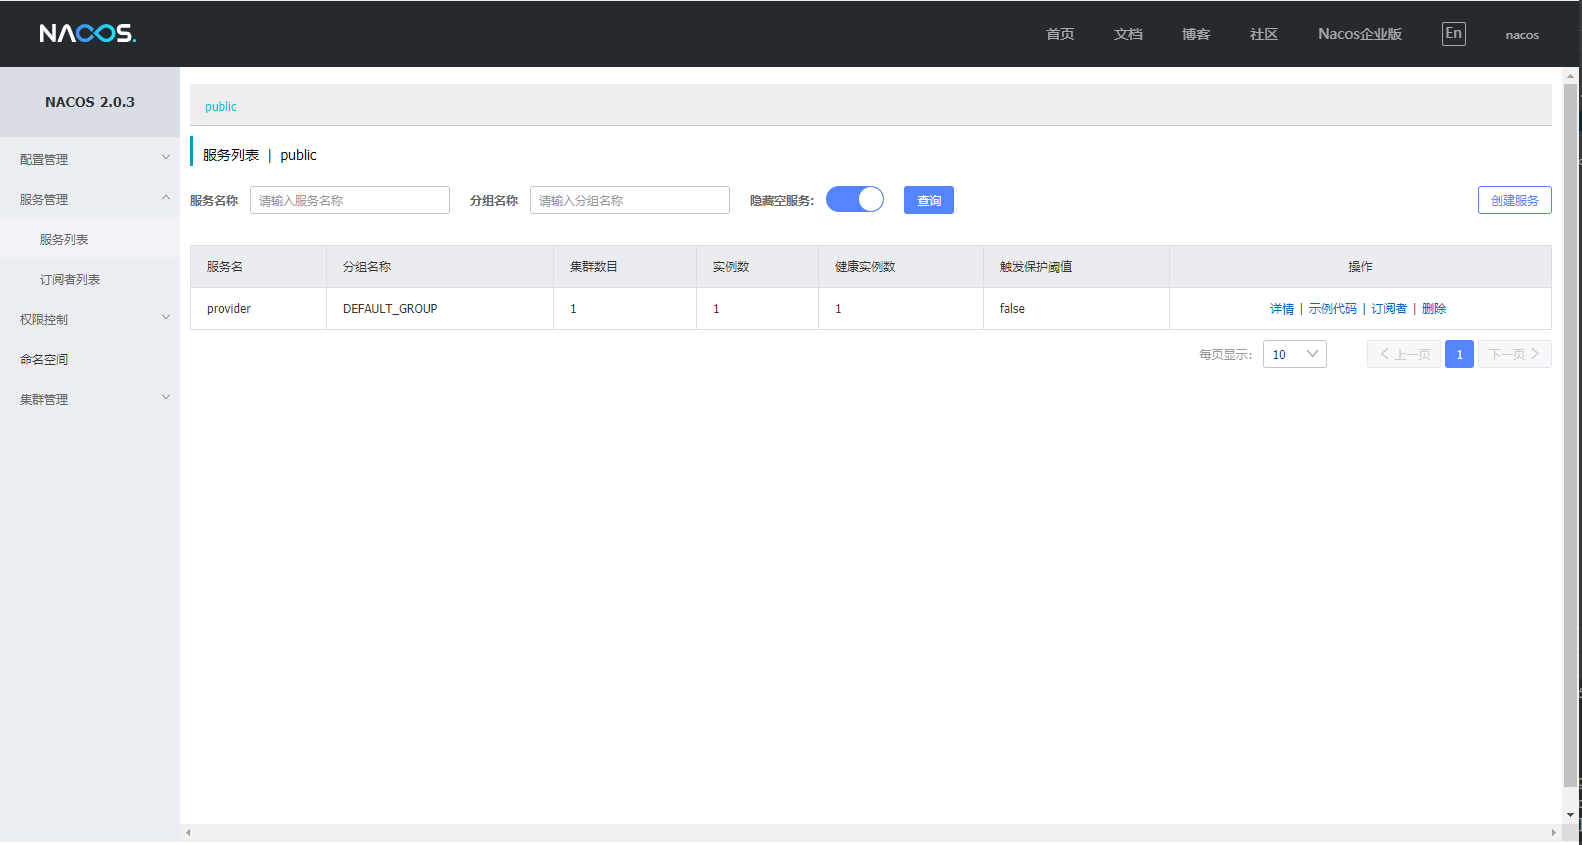 NACOS.
首页 文档 博客 社区 Nacos企业版 En nacos
NACOS 2.0.3
配置管理
服务管理
服务列表
订阅者列表
权限控制
命名空间
集群管理
public
服务列表 | public
服务名称 请输入服务名称 分组名称 请输入分组名称 隐藏空服务: 查询 创建服务
服务名 分组名称 集群数目 实例数 健康实例数 触发保护阈值 操作
provider DEFAULT_GROUP 1 1 1 false 详情 | 示例代码 | 订阅者 | 删除
每页显示: 10 上一页 1 下一页